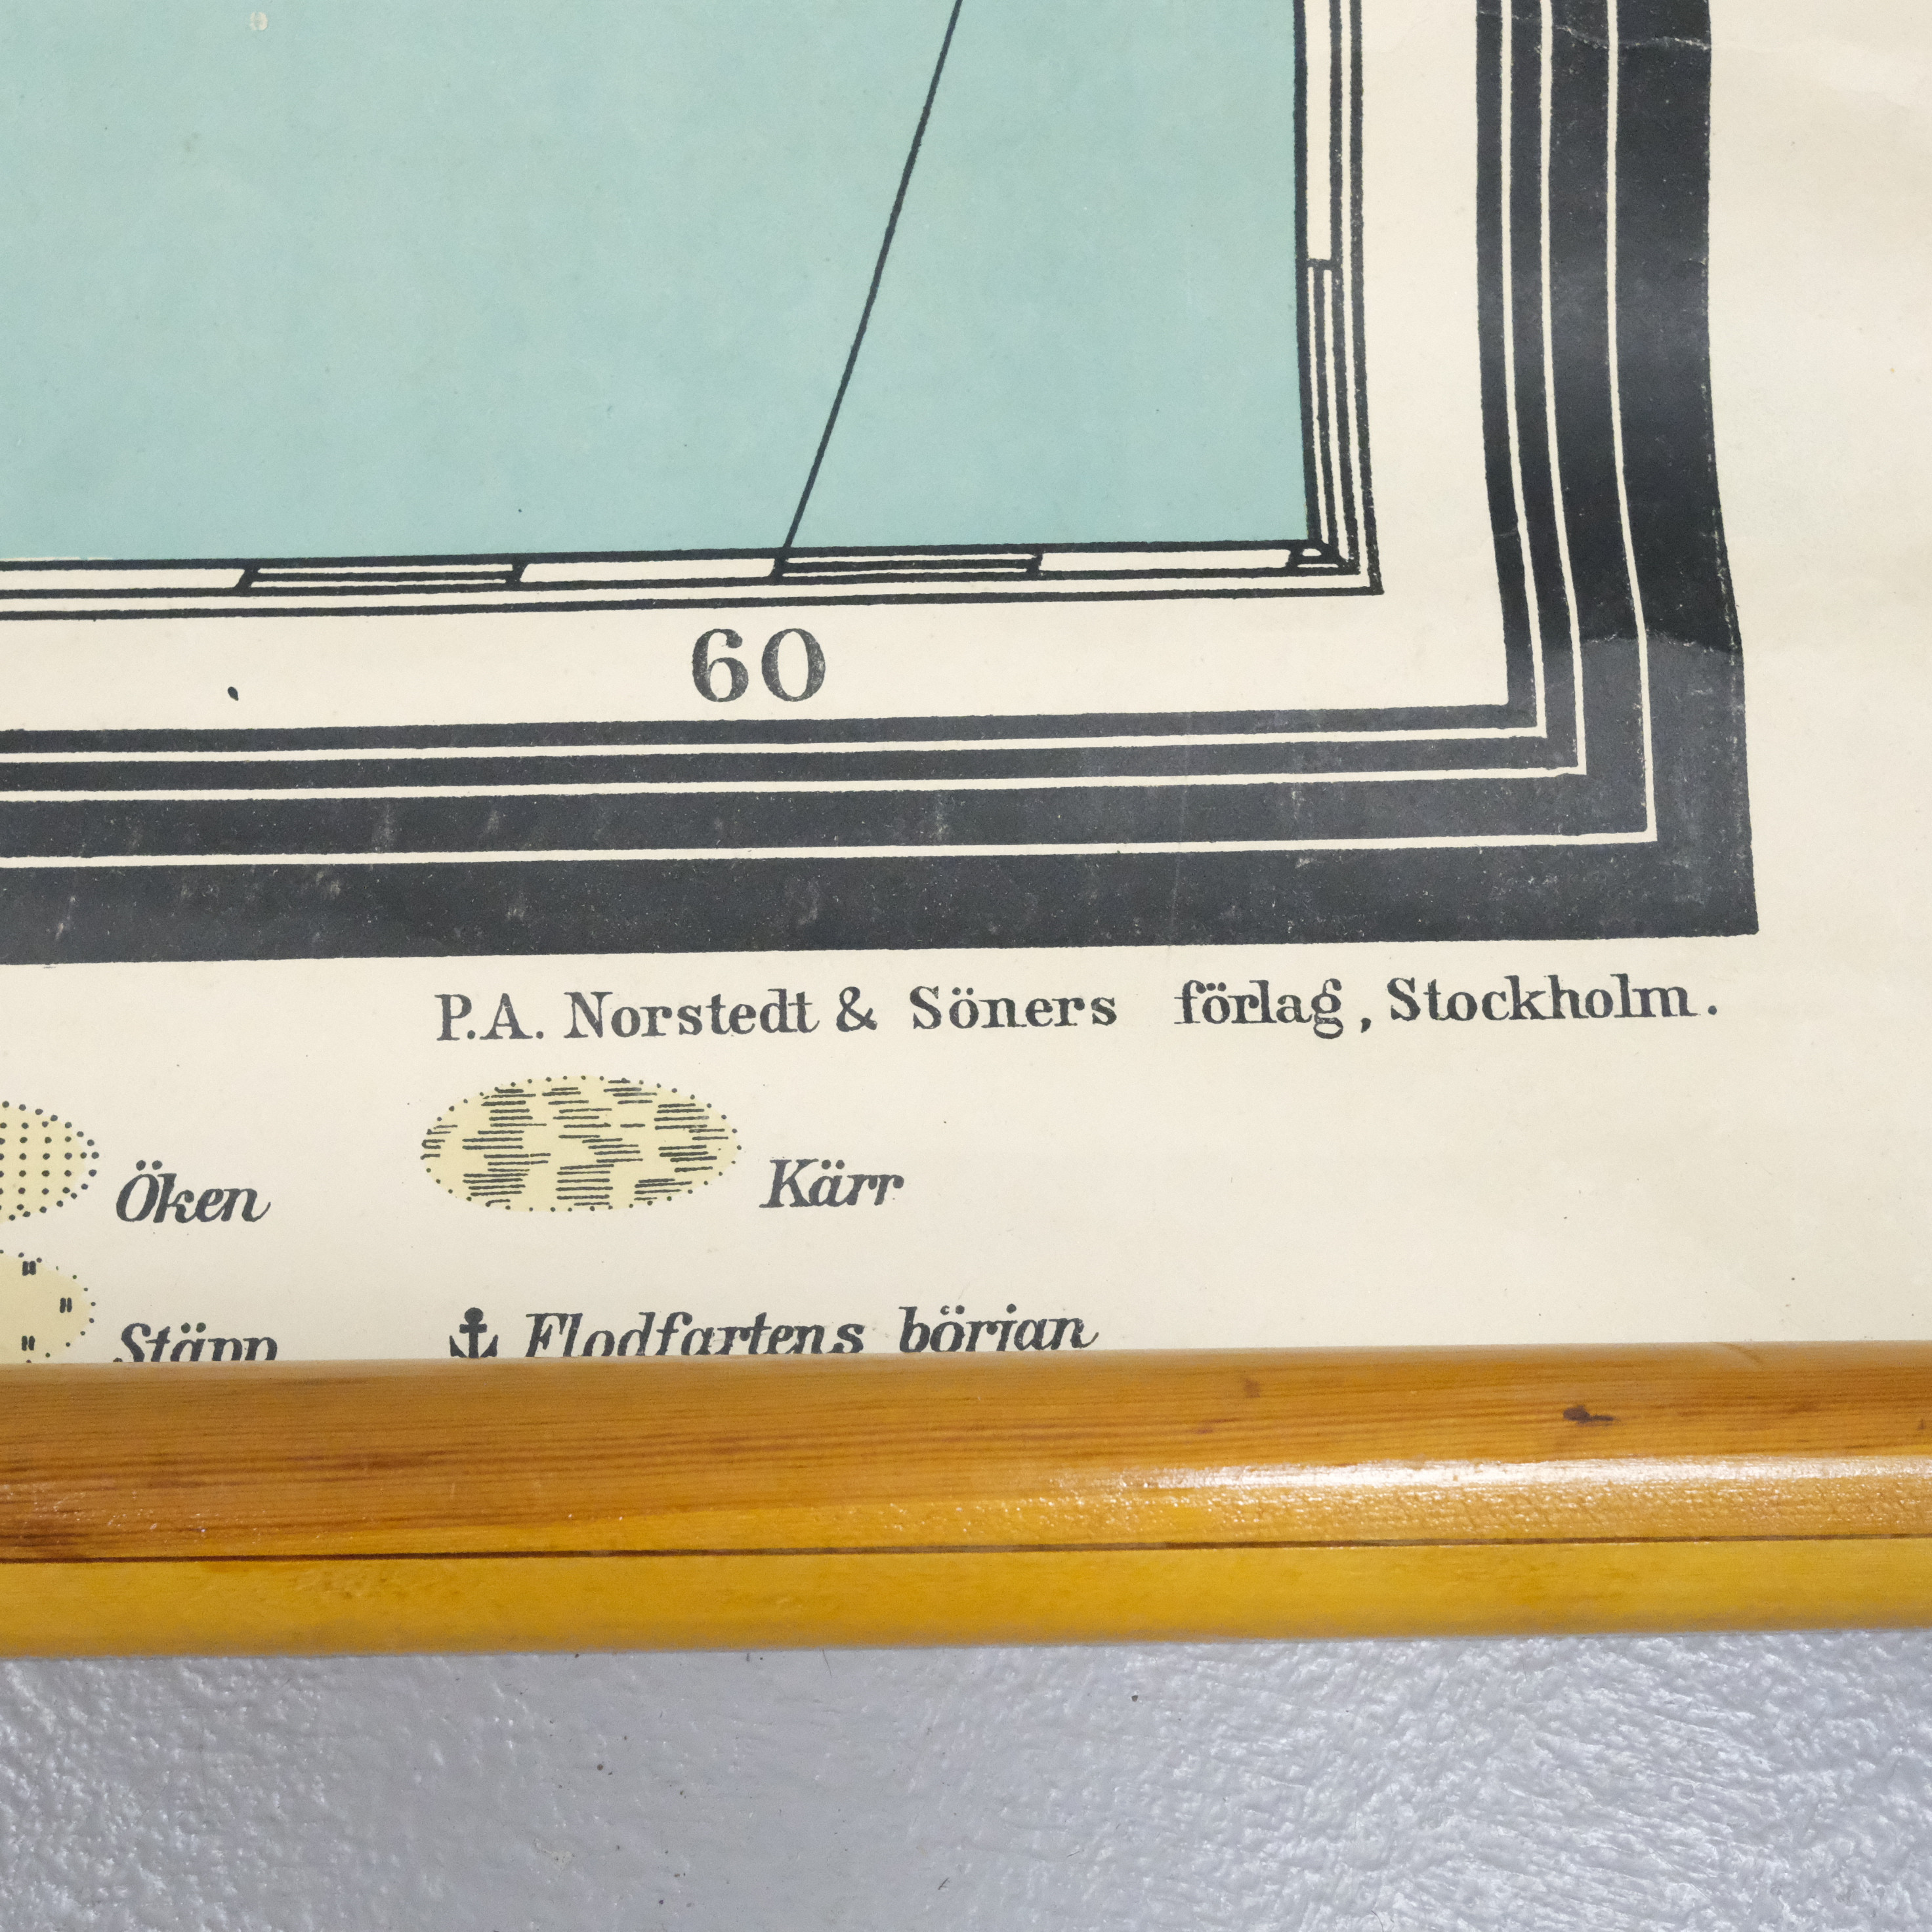 60
P.A. Norstedt & Söners förlag, Stockholm.
Öken
Kärr
Stäpp
Flodfartens början